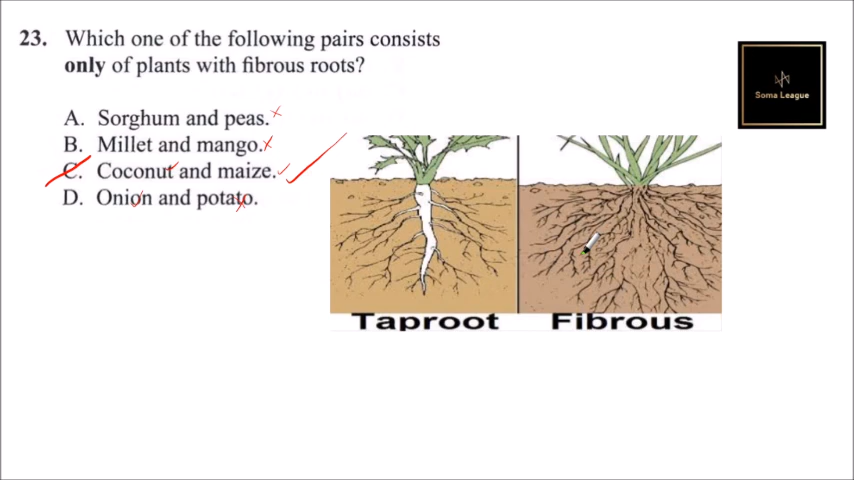 23. Which one of the following pairs consists
only of plants with fibrous roots?
A. Sorghum and peas.
B. Millet and mango.
C. Coconut and maize.
D. Onion and potato.
Soma League
Taproot
Fibrous